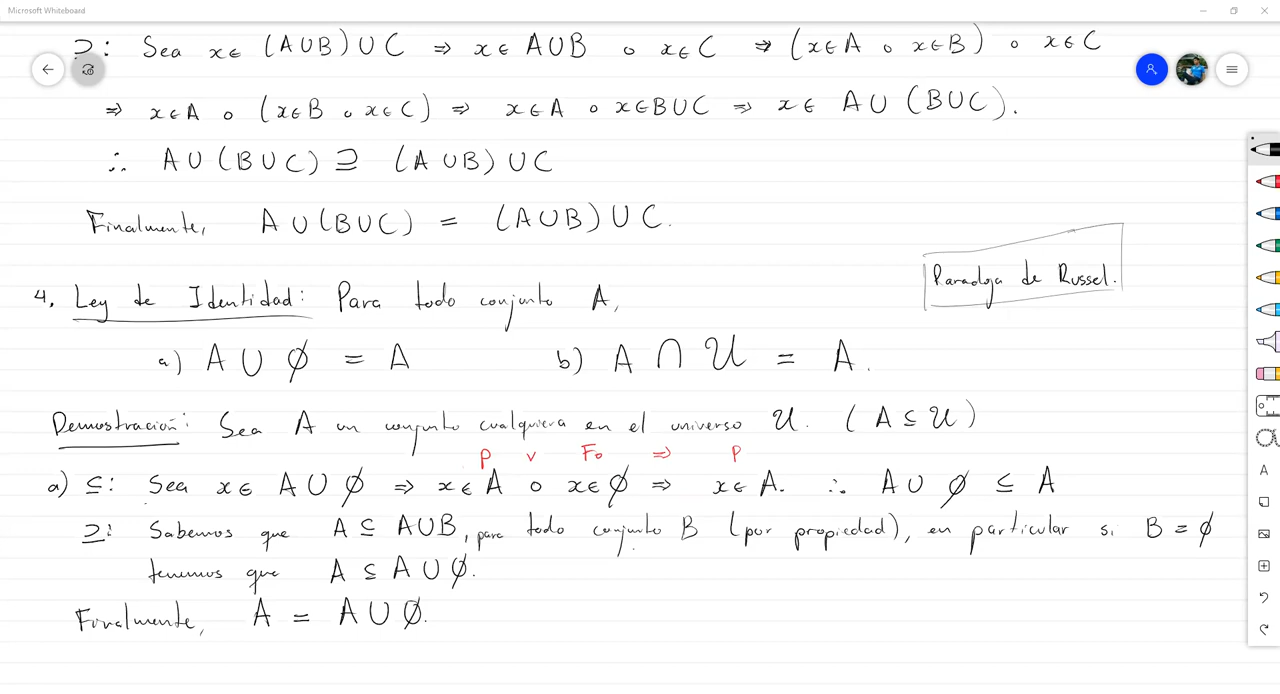 Microsoft Whiteboard
⊇: Sea x∈ (A∪B)∪C ⇒ x∈ A∪B o x∈C ⇒ (x∈A o x∈B) o x∈C
⇒ x∈A o (x∈B o x∈C) ⇒ x∈A o x∈B∪C ⇒ x∈ A∪(B∪C).
∴ A∪(B∪C) ⊇ (A∪B)∪C
Finalmente, A∪(B∪C) = (A∪B)∪C.
Paradoja de Russel.
4. Ley de Identidad: Para todo conjunto A,
a) A∪∅ = A b) A ∩ 𝒰 = A.
Demostración: Sea A un conjunto cualquiera en el universo 𝒰. (A⊆𝒰)
p v F₀ ⇒ p
a) ⊆: Sea x∈ A∪∅ ⇒ x∈A o x∈∅ ⇒ x∈A. ∴ A∪∅ ⊆ A
⊇: Sabemos que A⊆A∪B, para todo conjunto B (por propiedad), en particular si B=∅
tenemos que A⊆A∪∅.
Finalmente, A = A∪∅.
A